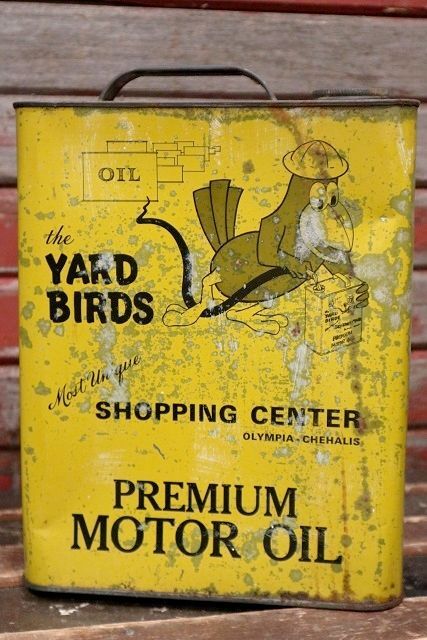 OIL
the
YARD
BIRDS
Most Unique
SHOPPING CENTER
OLYMPIA - CHEHALIS
PREMIUM
MOTOR OIL